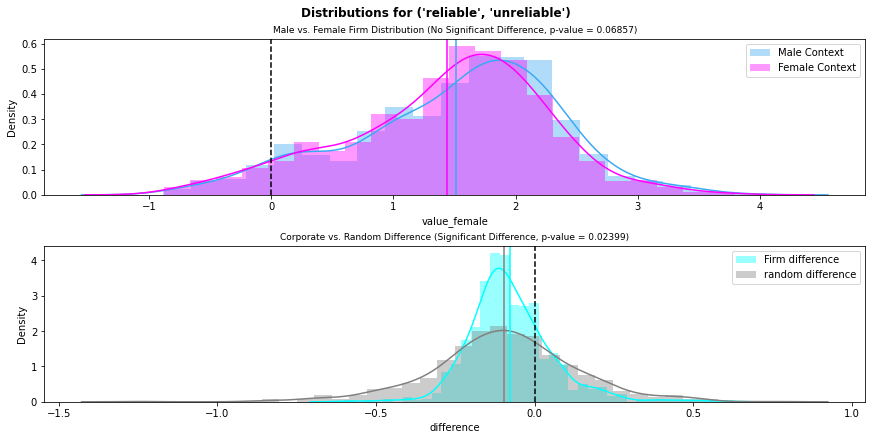 Distributions for ('reliable', 'unreliable')
Male vs. Female Firm Distribution (No Significant Difference, p-value = 0.06857)
0.6
0.5
0.4
0.3
0.2
0.1
0.0
Density
Male Context
Female Context
−1
0
1
2
3
4
value_female
Corporate vs. Random Difference (Significant Difference, p-value = 0.02399)
4
3
2
1
0
Density
Firm difference
random difference
−1.5
−1.0
−0.5
0.0
0.5
1.0
difference